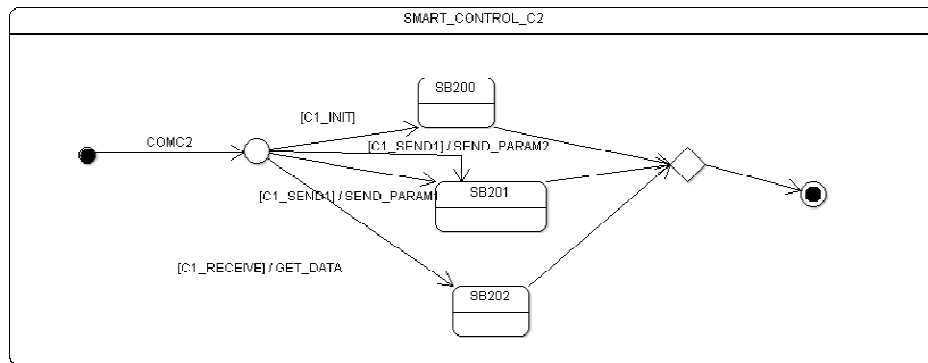 SMART_CONTROL_C2
SB200
[C1_INIT]
COMC2
[C1_SEND1] / SEND_PARAM2
SB201
[C1_SEND1] / SEND_PARAM1
[C1_RECEIVE] / GET_DATA
SB202